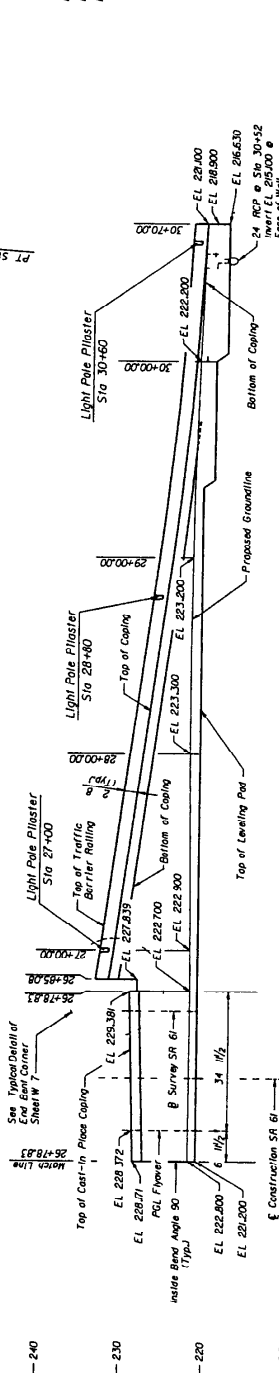 240
230
220
PT
Light Pole Pilaster
Sta 30+60
30+70.00
EL 221.100
EL 218.900
EL 216.630
24 RCP @ Sta 30+52
Invert EL 215.100 @
EL 222.200
30+00.00
Bottom of Coping
Light Pole Pilaster
Sta 28+80
29+00.00
Top of Coping
EL 223.200
Proposed Groundline
28+00.00
2 8
(Typ.)
EL 223.300
Bottom of Coping
Top of Leveling Pad
Light Pole Pilaster
Sta 27+00
Top of Traffic
Barrier Railing
27+00.00
EL 227.839
EL 222.900
EL 222.700
26+85.08
26+78.83
See Typical Detail of
End Bent Corner
Sheet W 7
Top of Cast-In Place Coping
EL 229.381
B Survey SR 61
34 11 1/2
Match Line
26+78.83
EL 228.372
EL 228.171
PGL Flyover
Inside Bend Angle 90
(Typ.)
6 11 1/2
EL 222.800
EL 221.200
℄ Construction SR 61